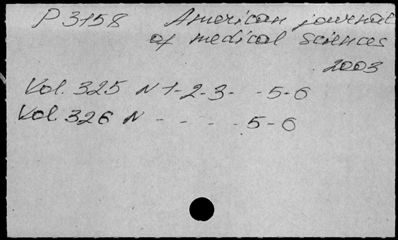 P 3158 American journal
of medical sciences
2003
Vol. 325 N 1-2-3- -5-6
Vol. 326 N - - - - 5-6